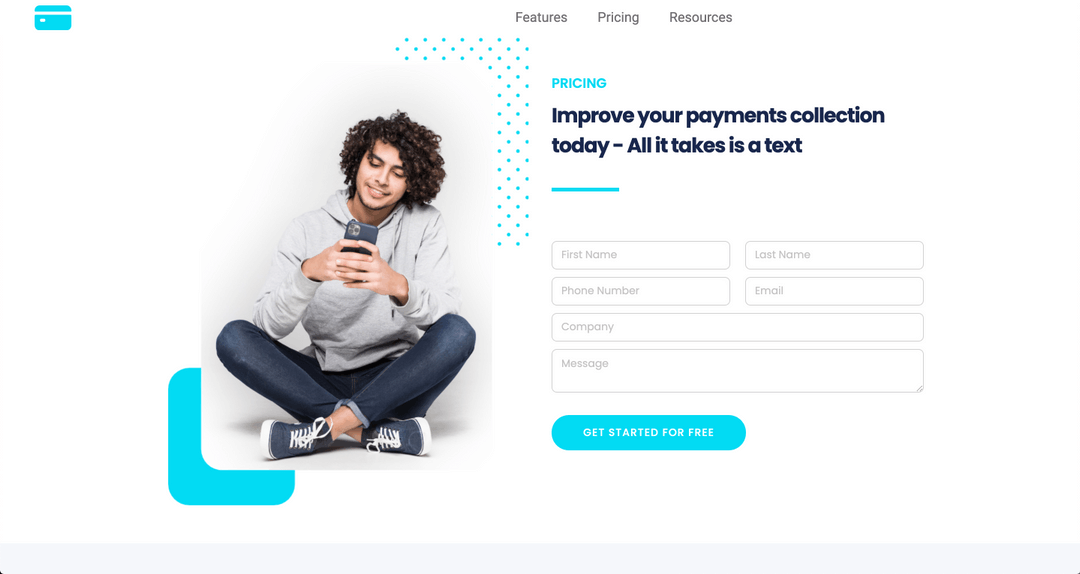 Features Pricing Resources
PRICING
Improve your payments collection
today - All it takes is a text
First Name Last Name
Phone Number Email
Company
Message
GET STARTED FOR FREE